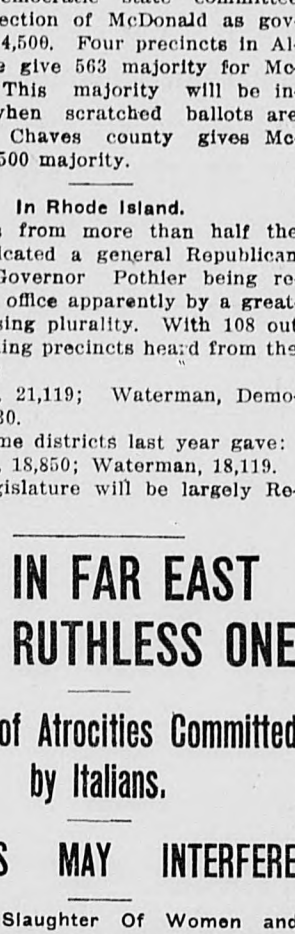 ection of McDonald as gov-
4,500. Four precincts in Al-
e give 563 majority for Mc-
This majority will be in-
when scratched ballots are
Chaves county gives Mc-
500 majority.
In Rhode Island.
s from more than half the
icated a general Republican
Governor Pothier being re-
office apparently by a great-
sing plurality. With 108 out
ing precincts heard from the
, 21,119; Waterman, Demo-
30.
me districts last year gave:
, 18,850; Waterman, 18,119.
gislature will be largely Re-
IN FAR EAST
RUTHLESS ONE
of Atrocities Committed
by Italians.
S MAY INTERFERE
Slaughter Of Women and